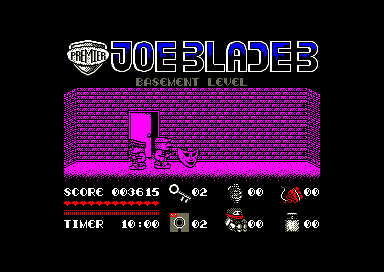 PREMIER
JOE BLADE 3
BASEMENT LEVEL
SCORE 003615 02 00 00
TIMER 10:00 02 00 00